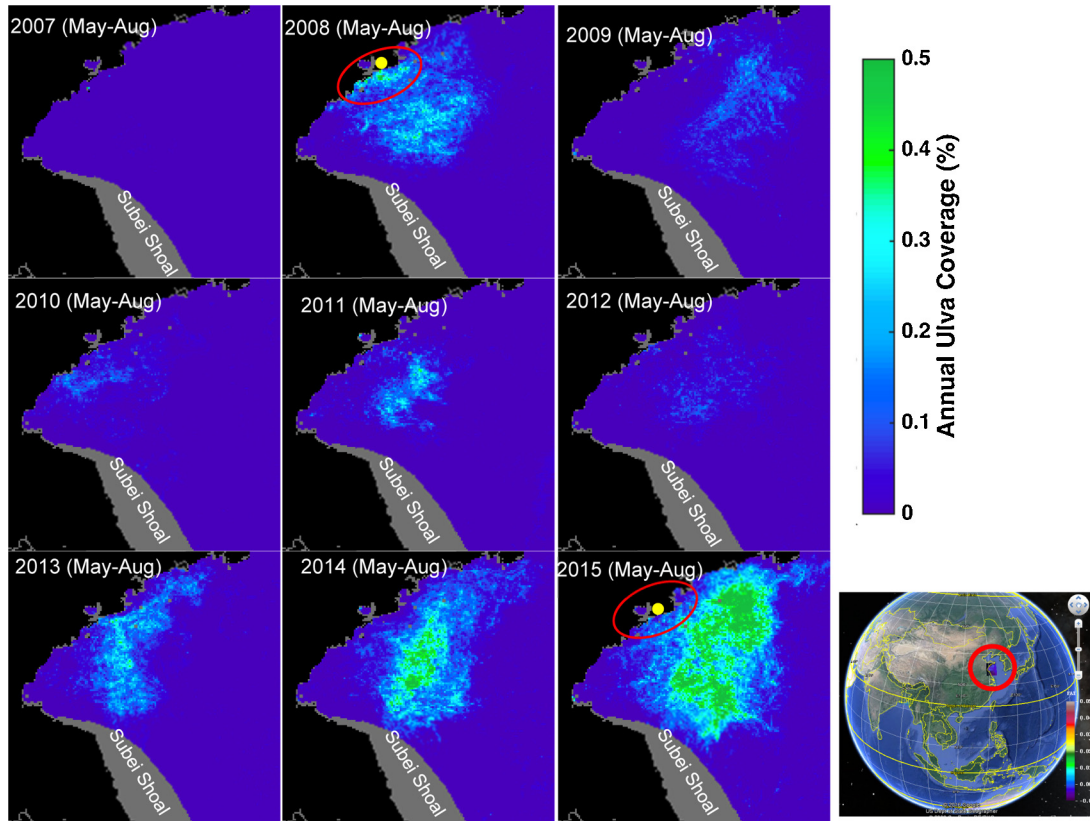 2007 (May-Aug)
2008 (May-Aug)
2009 (May-Aug)
Subei Shoal
Subei Shoal
Subei Shoal
2010 (May-Aug)
2011 (May-Aug)
2012 (May-Aug)
Subei Shoal
Subei Shoal
Subei Shoal
2013 (May-Aug)
2014 (May-Aug)
2015 (May-Aug)
Subei Shoal
Subei Shoal
Subei Shoal
0.5
0.4
0.3
0.2
0.1
0
Annual Ulva Coverage (%)